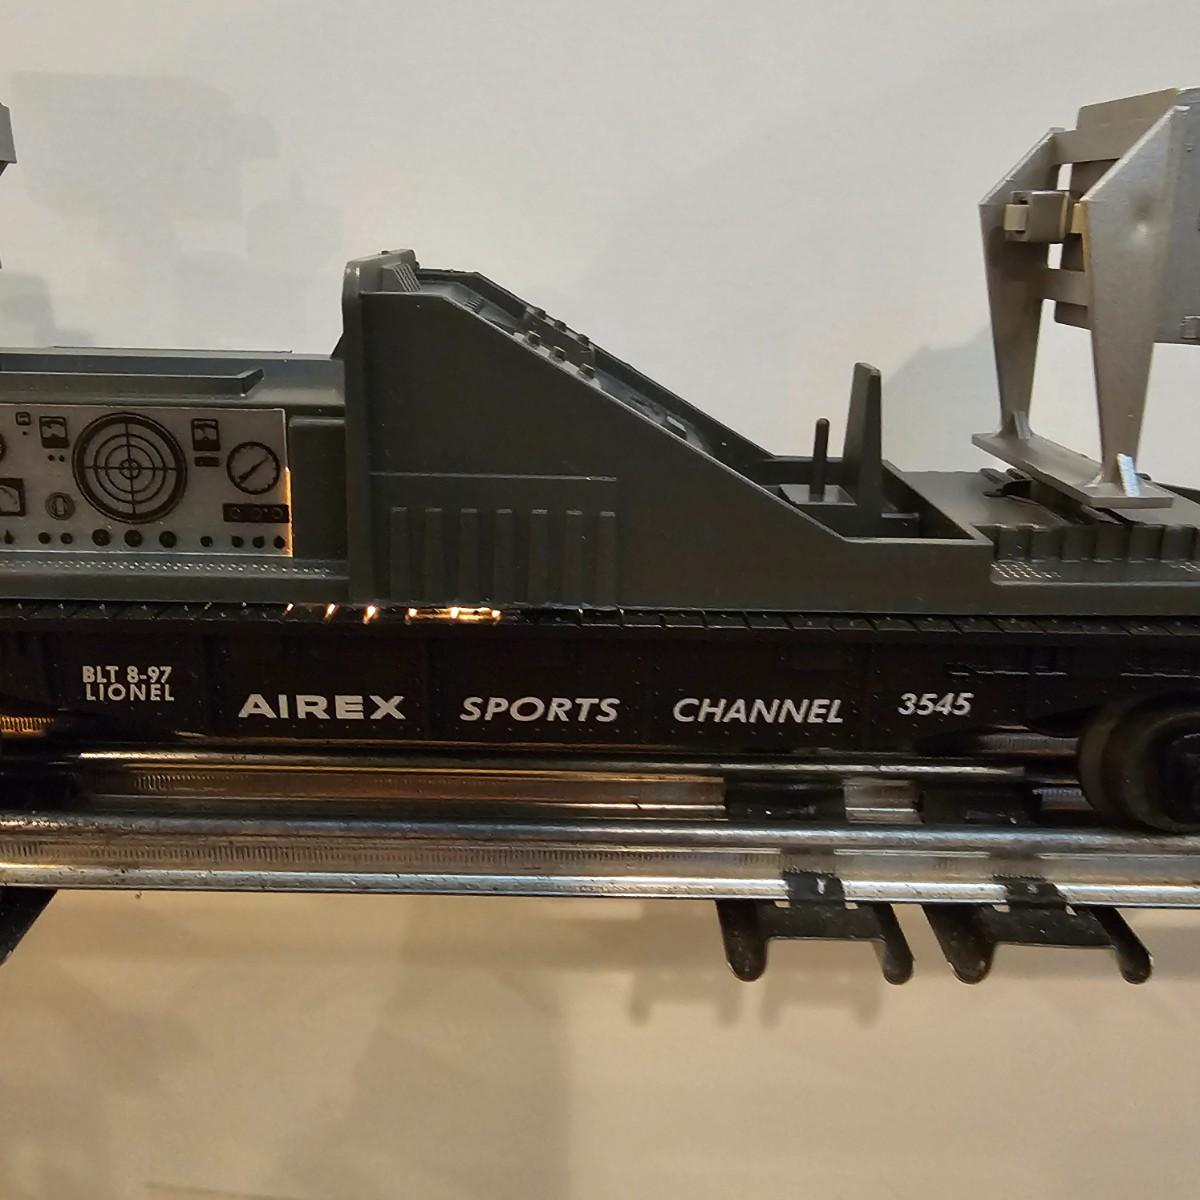 BLT 8-97
LIONEL
AIREX SPORTS CHANNEL 3545